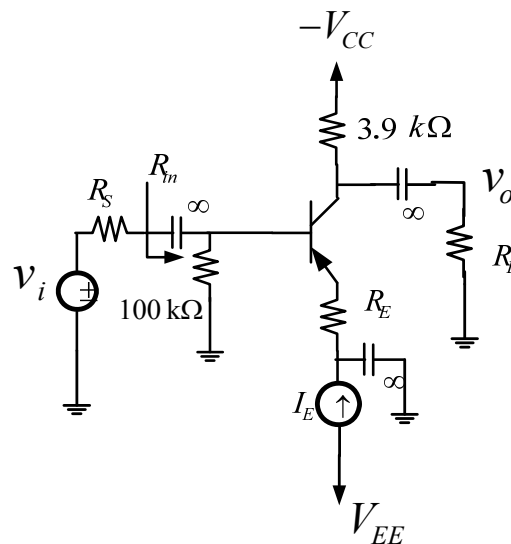 −V_CC
3.9 kΩ
R_in
R_S
∞
∞
v_o
v_i
±
100 kΩ
R_E
∞
I_E
V_EE